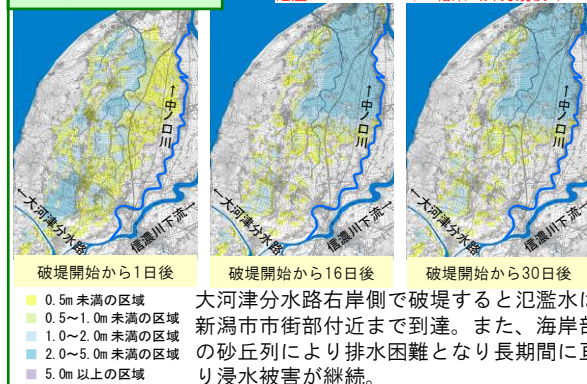 ←中ノ口川
←大河津分水路
信濃川下流→
破堤開始から1日後
←中ノ口川
←大河津分水路
信濃川下流→
破堤開始から16日後
←中ノ口川
←大河津分水路
信濃川下流→
破堤開始から30日後
0.5m未満の区域
0.5～1.0m未満の区域
1.0～2.0m未満の区域
2.0～5.0m未満の区域
5.0m以上の区域
大河津分水路右岸側で破堤すると氾濫水は
新潟市市街部付近まで到達。また、海岸部
の砂丘列により排水困難となり長期間に亘
り浸水被害が継続。